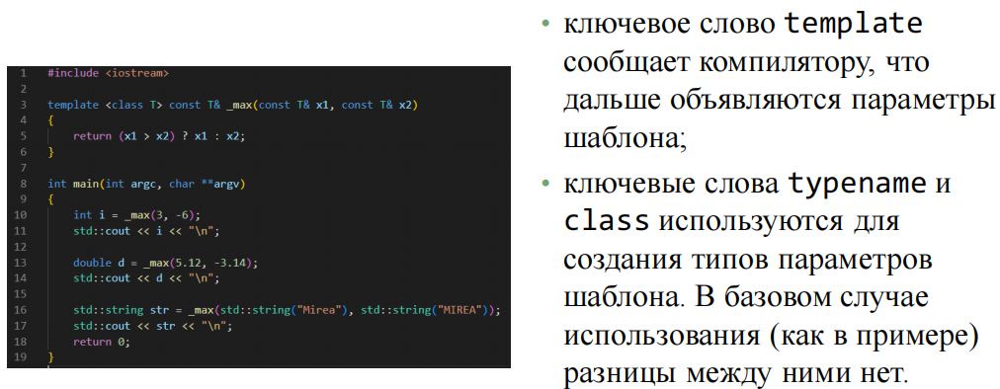 1 #include <iostream>
2
3 template <class T> const T& _max(const T& x1, const T& x2)
4 {
5     return (x1 > x2) ? x1 : x2;
6 }
7
8 int main(int argc, char **argv)
9 {
10     int i = _max(3, -6);
11     std::cout << i << "\n";
12
13     double d = _max(5.12, -3.14);
14     std::cout << d << "\n";
15
16     std::string str = _max(std::string("Mirea"), std::string("MIREA"));
17     std::cout << str << "\n";
18     return 0;
19 }
• ключевое слово template
сообщает компилятору, что
дальше объявляются параметры
шаблона;
• ключевые слова typename и
class используются для
создания типов параметров
шаблона. В базовом случае
использования (как в примере)
разницы между ними нет.